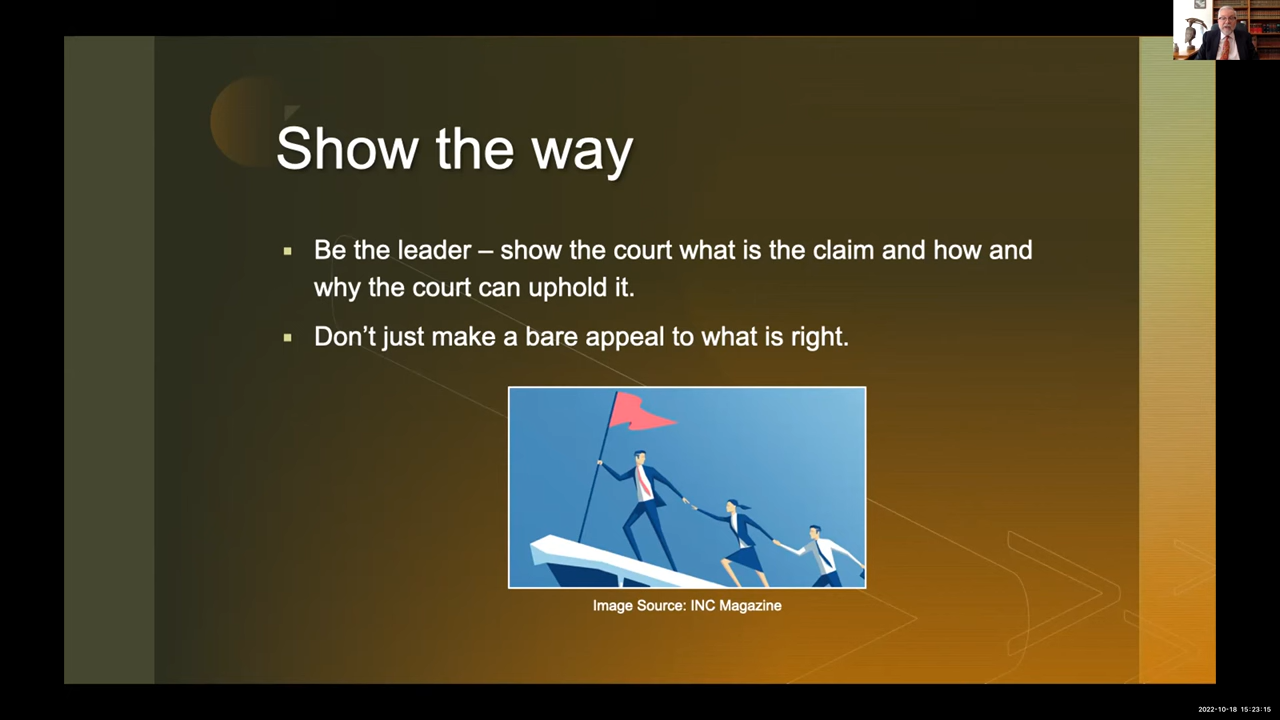 Show the way
Be the leader – show the court what is the claim and how and
why the court can uphold it.
Don’t just make a bare appeal to what is right.
Image Source: INC Magazine
2022-10-18 15:23:15